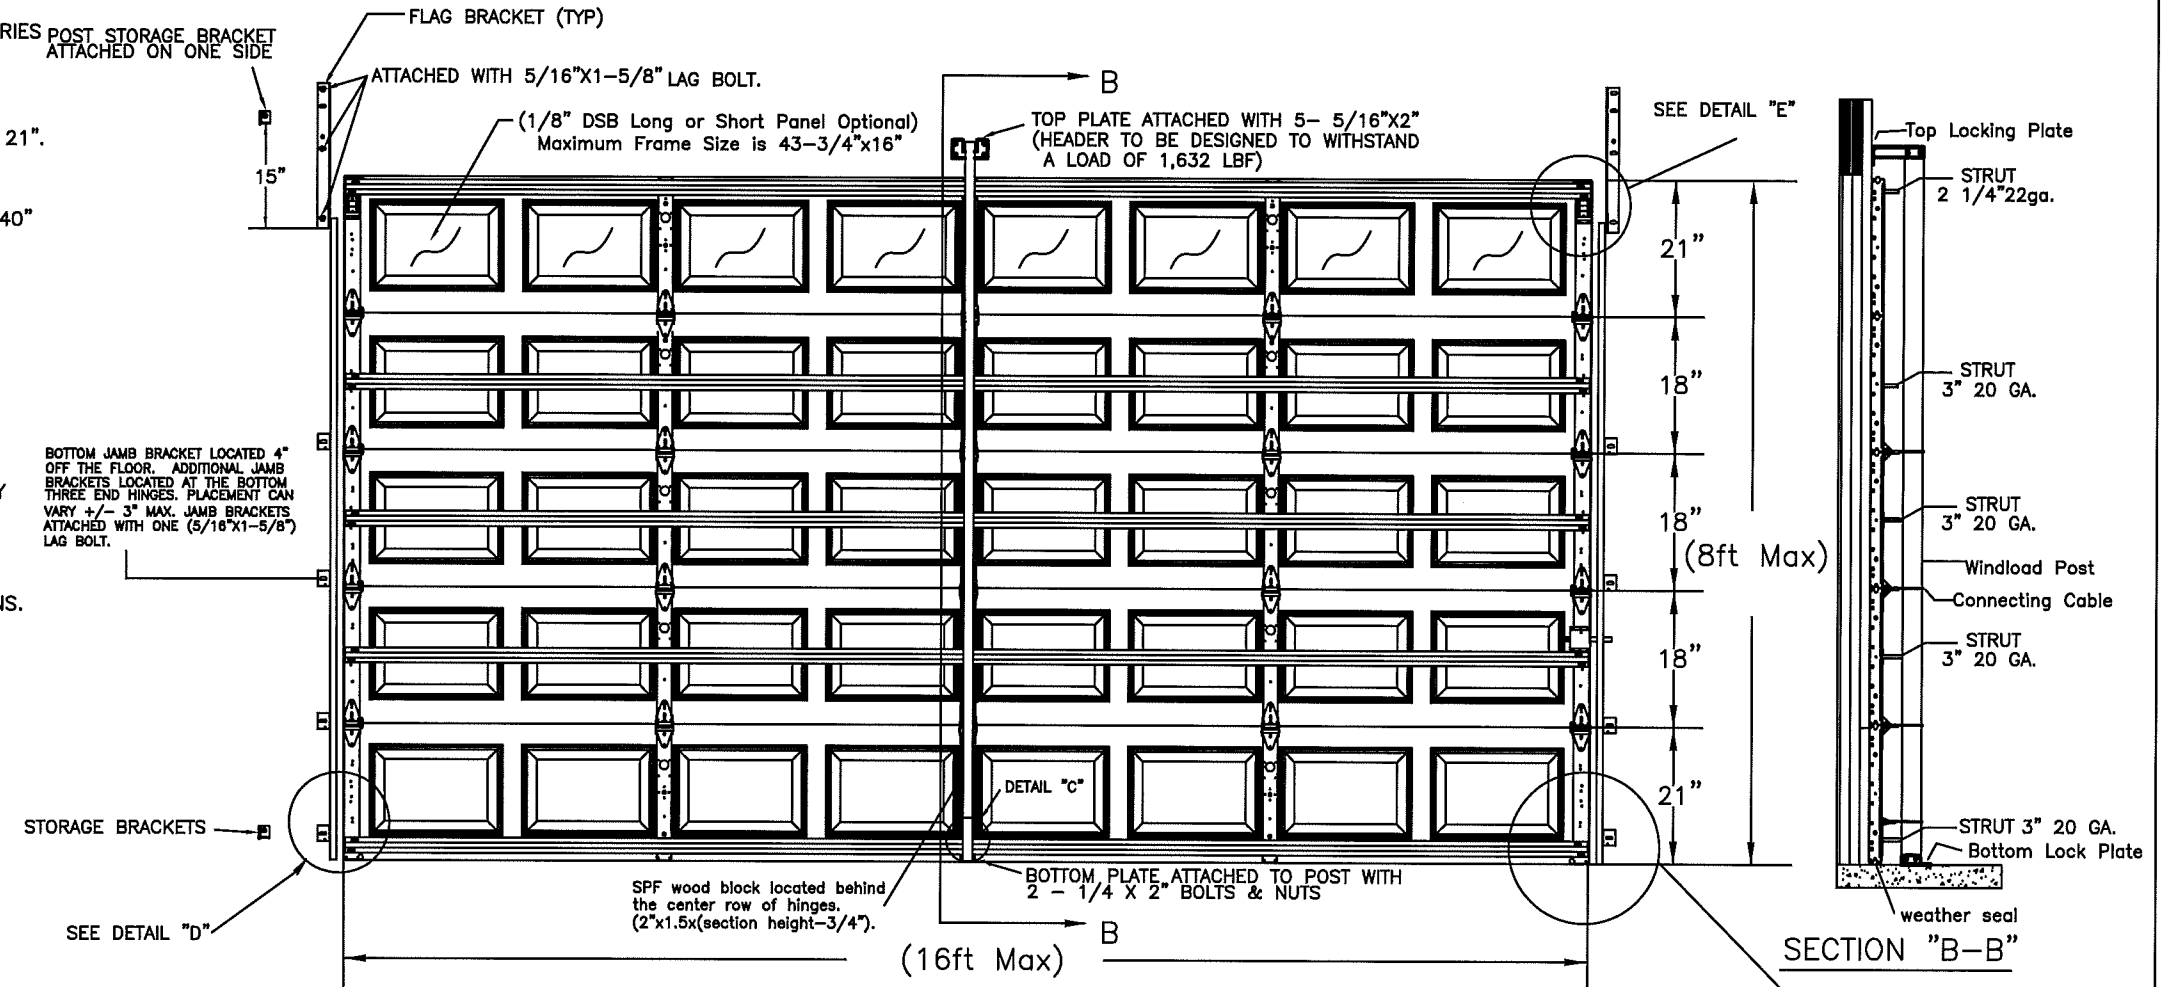 RIES
21".
40"
Y
NS.
POST STORAGE BRACKET
ATTACHED ON ONE SIDE
15"
FLAG BRACKET (TYP)
ATTACHED WITH 5/16"X1-5/8" LAG BOLT.
(1/8" DSB Long or Short Panel Optional)
Maximum Frame Size is 43-3/4"x16"
B
TOP PLATE ATTACHED WITH 5- 5/16"X2"
(HEADER TO BE DESIGNED TO WITHSTAND
A LOAD OF 1,632 LBF)
SEE DETAIL "E"
21"
18"
18"
(8ft Max)
18"
21"
BOTTOM JAMB BRACKET LOCATED 4"
OFF THE FLOOR. ADDITIONAL JAMB
BRACKETS LOCATED AT THE BOTTOM
THREE END HINGES. PLACEMENT CAN
VARY +/- 3" MAX. JAMB BRACKETS
ATTACHED WITH ONE (5/16"X1-5/8")
LAG BOLT.
STORAGE BRACKETS
SEE DETAIL "D"
SPF wood block located behind
the center row of hinges.
(2"x1.5x(section height-3/4").
DETAIL "C"
BOTTOM PLATE ATTACHED TO POST WITH
2 - 1/4 X 2" BOLTS & NUTS
B
(16ft Max)
Top Locking Plate
STRUT
2 1/4"22ga.
STRUT
3" 20 GA.
STRUT
3" 20 GA.
Windload Post
Connecting Cable
STRUT
3" 20 GA.
STRUT 3" 20 GA.
Bottom Lock Plate
weather seal
SECTION "B-B"